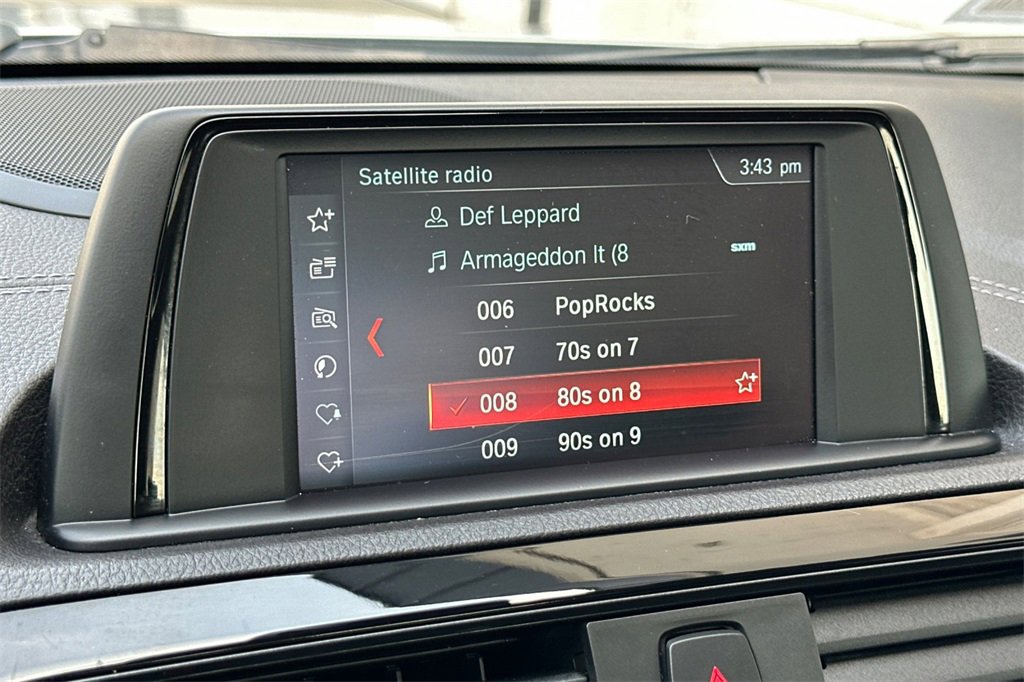 Satellite radio 3:43 pm
Def Leppard
Armageddon It (8
sxm
006 PopRocks
007 70s on 7
008 80s on 8
009 90s on 9